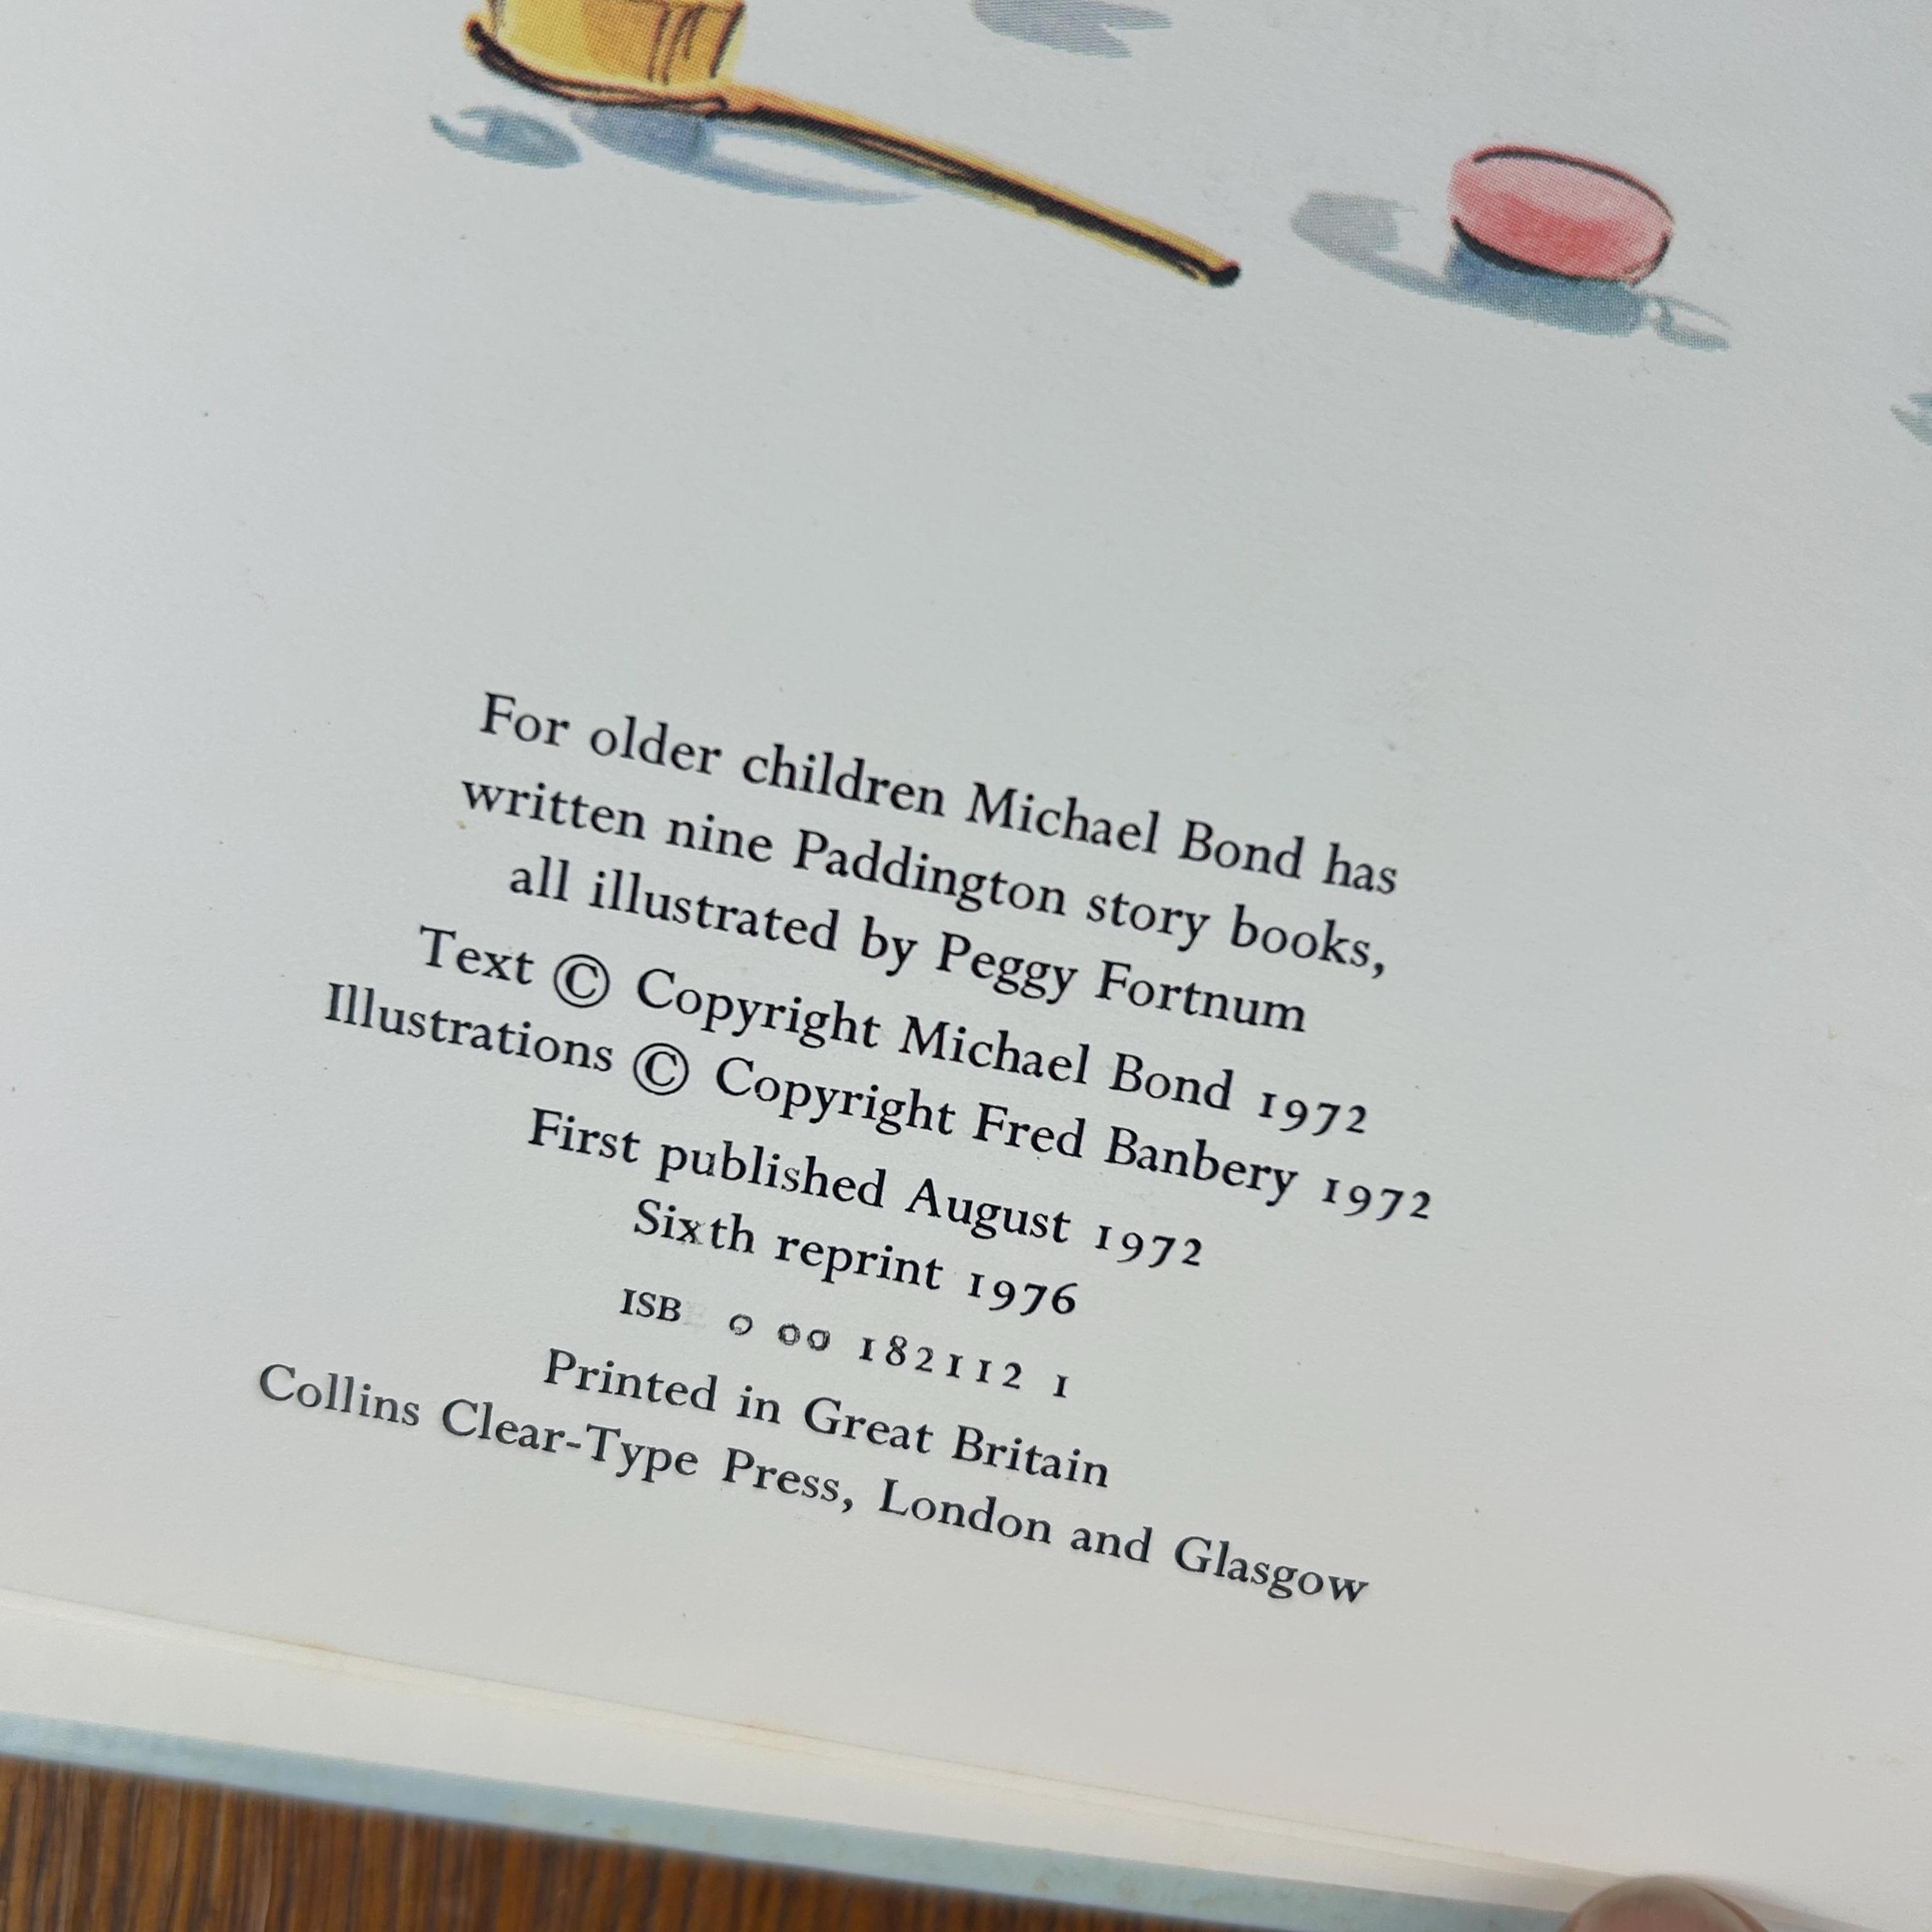 For older children Michael Bond has
written nine Paddington story books,
all illustrated by Peggy Fortnum
Text © Copyright Michael Bond 1972
Illustrations © Copyright Fred Banbery 1972
First published August 1972
Sixth reprint 1976
ISB 0 00 182112 1
Printed in Great Britain
Collins Clear-Type Press, London and Glasgow